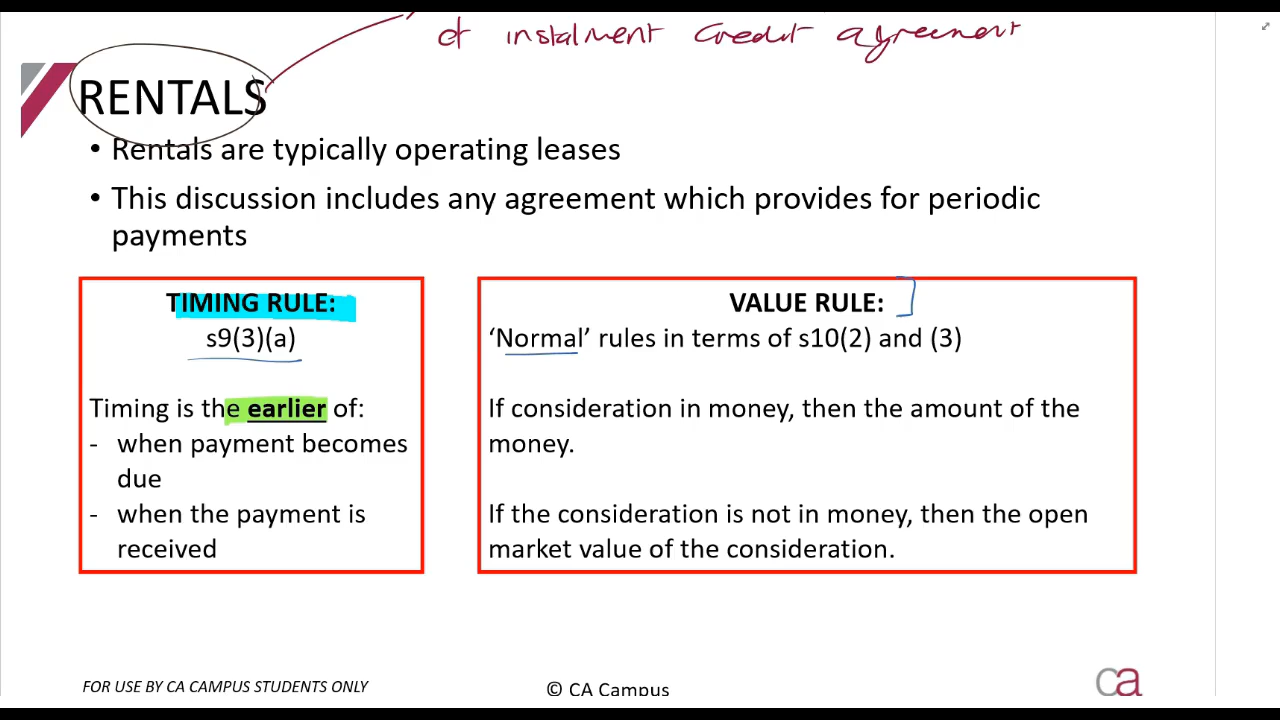 of instalment credit agreement
RENTALS
• Rentals are typically operating leases
• This discussion includes any agreement which provides for periodic
payments
TIMING RULE:
s9(3)(a)
Timing is the earlier of:
- when payment becomes
due
- when the payment is
received
VALUE RULE:
‘Normal’ rules in terms of s10(2) and (3)
If consideration in money, then the amount of the
money.
If the consideration is not in money, then the open
market value of the consideration.
FOR USE BY CA CAMPUS STUDENTS ONLY
© CA Campus
ca